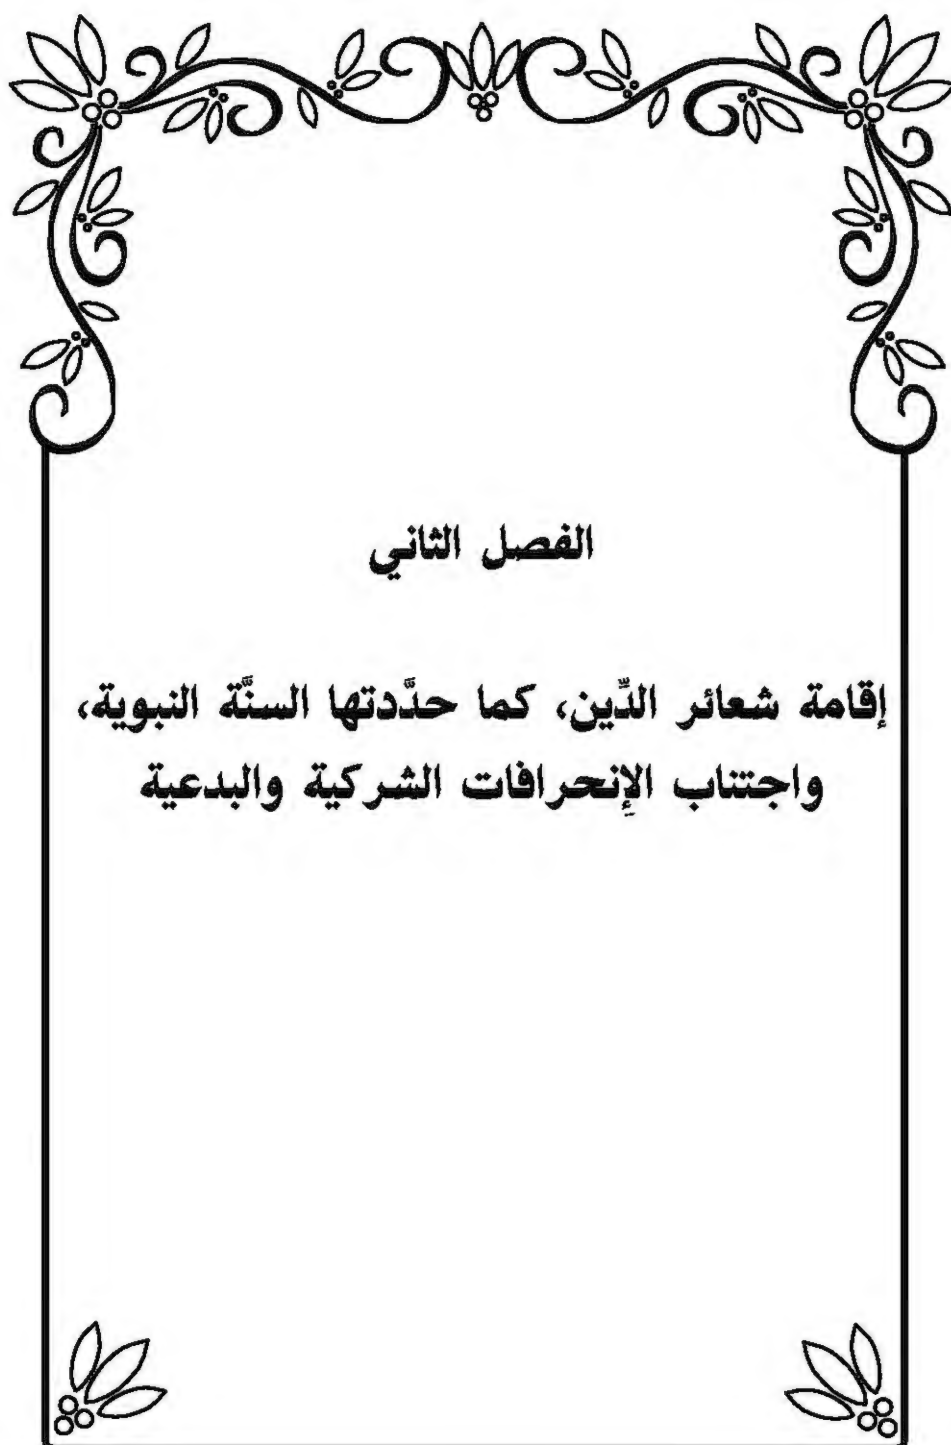 الفصل الثاني
إقامة شعائر الدِّين، كما حدَّدتها السنَّة النبوية،
واجتناب الإِنحرافات الشركية والبدعية